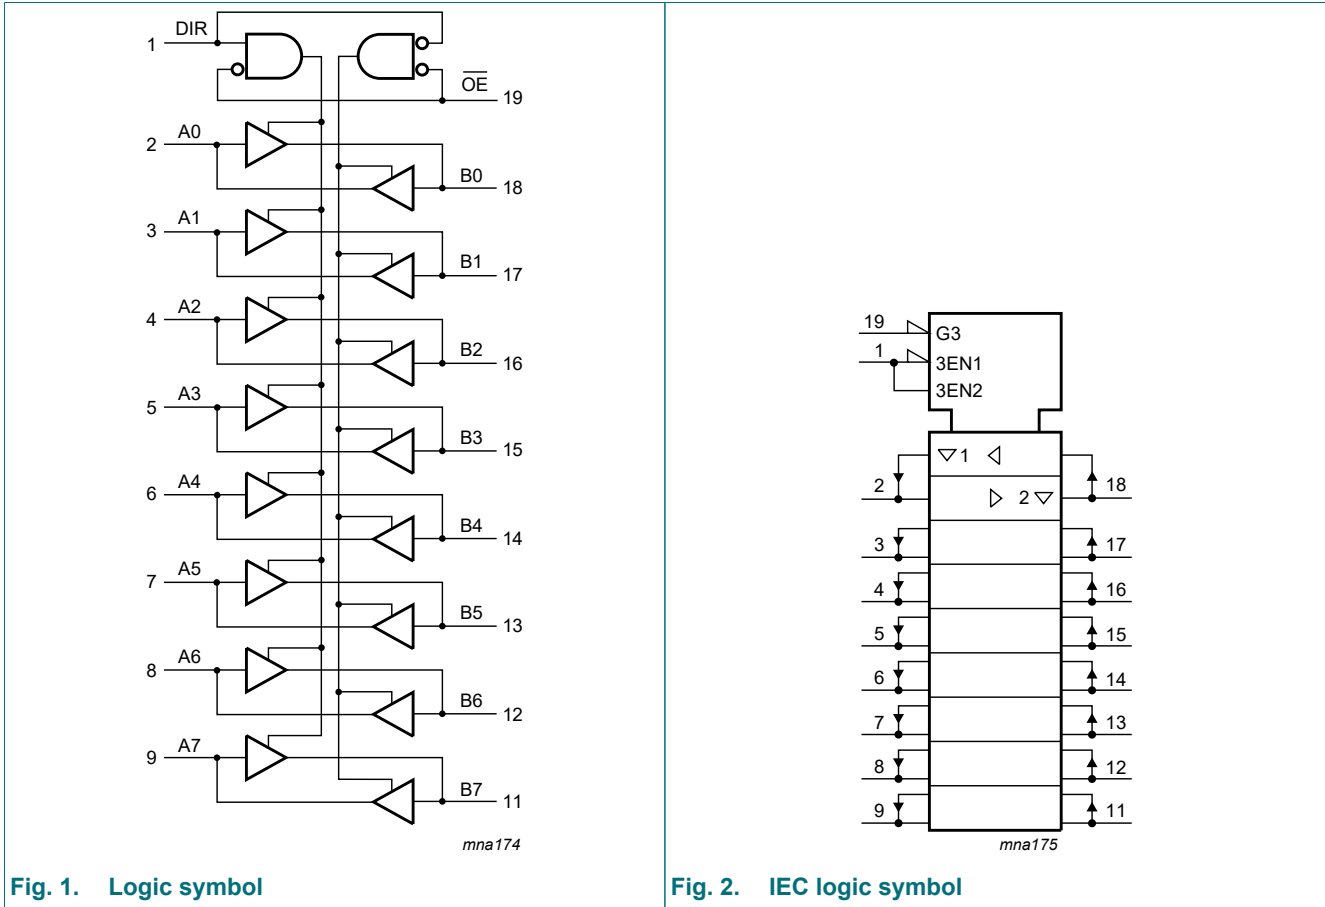 DIR
1
OE
19
2 A0
B0 18
3 A1
B1 17
4 A2
B2 16
5 A3
B3 15
6 A4
B4 14
7 A5
B5 13
8 A6
B6 12
9 A7
B7 11
mna174
Fig. 1. Logic symbol
19 G3
1 3EN1
3EN2
1
2 18
2
3 17
4 16
5 15
6 14
7 13
8 12
9 11
mna175
Fig. 2. IEC logic symbol